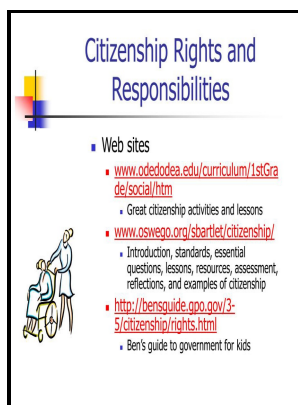 Citizenship Rights and
Responsibilities
Web sites
www.odedodea.edu/curriculum/1stGra
de/social/htm
Great citizenship activities and lessons
www.oswego.org/sbartlet/citizenship/
Introduction, standards, essential
questions, lessons, resources, assessment,
reflections, and examples of citizenship
http://bensguide.gpo.gov/3-
5/citizenship/rights.html
Ben's guide to government for kids